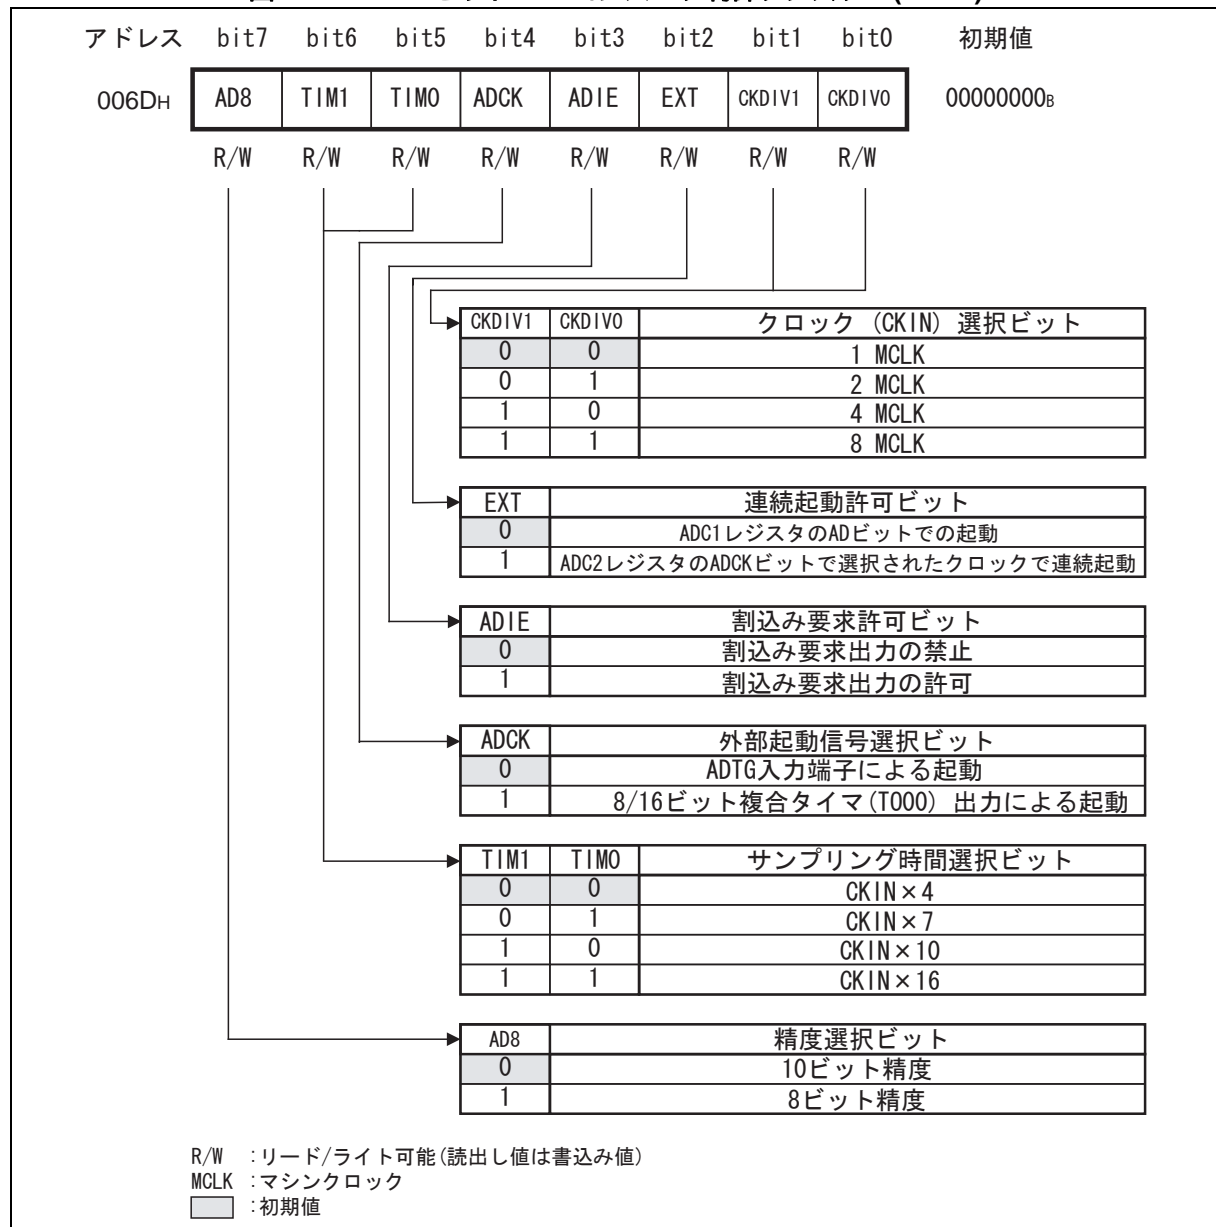 アドレス bit7 bit6 bit5 bit4 bit3 bit2 bit1 bit0 初期値
006DH AD8 TIM1 TIM0 ADCK ADIE EXT CKDIV1 CKDIV0 00000000B
R/W R/W R/W R/W R/W R/W R/W R/W
CKDIV1 CKDIV0 クロック (CKIN) 選択ビット
0 0 1 MCLK
0 1 2 MCLK
1 0 4 MCLK
1 1 8 MCLK
EXT 連続起動許可ビット
0 ADC1レジスタのADビットでの起動
1 ADC2レジスタのADCKビットで選択されたクロックで連続起動
ADIE 割込み要求許可ビット
0 割込み要求出力の禁止
1 割込み要求出力の許可
ADCK 外部起動信号選択ビット
0 ADTG入力端子による起動
1 8/16ビット複合タイマ(TO00) 出力による起動
TIM1 TIM0 サンプリング時間選択ビット
0 0 CKIN×4
0 1 CKIN×7
1 0 CKIN×10
1 1 CKIN×16
AD8 精度選択ビット
0 10ビット精度
1 8ビット精度
R/W :リード/ライト可能(読出し値は書込み値)
MCLK :マシンクロック
:初期値